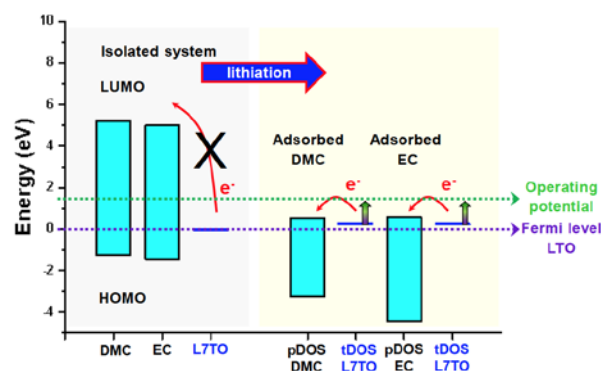 10
8
6
4
2
0
-2
-4
Energy (eV)
Isolated system
lithiation
LUMO
HOMO
X
e-
Adsorbed
DMC
Adsorbed
EC
e-
e-
Operating
potential
Fermi level
LTO
DMC
EC
L7TO
pDOS
DMC
tDOS
L7TO
pDOS
EC
tDOS
L7TO